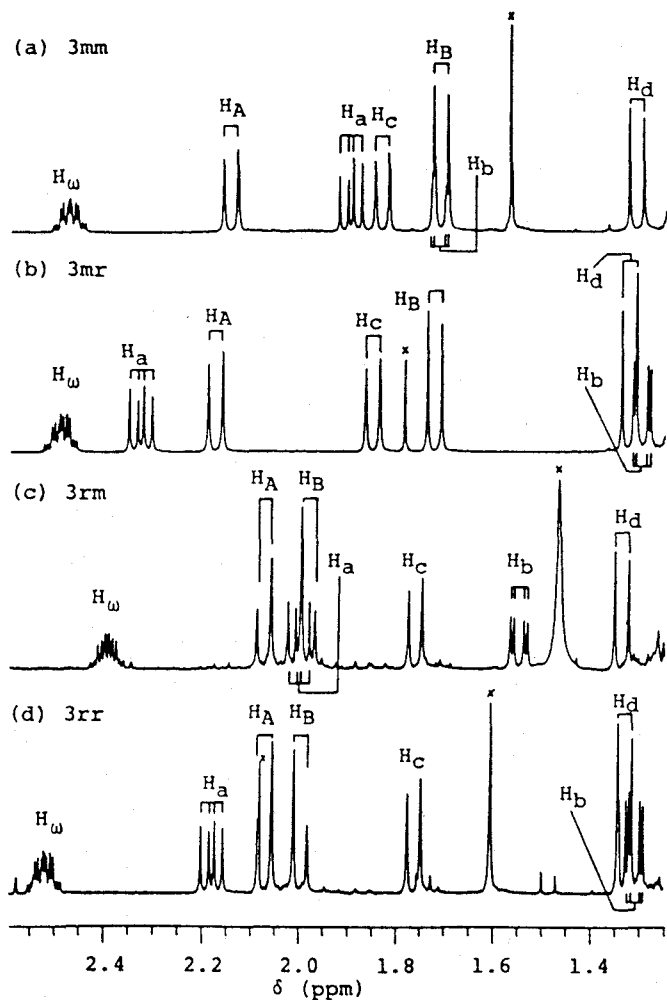 (a) 3mm
Hω
HA
Ha
Hc
HB
Hb
x
Hd
(b) 3mr
Hω
Ha
HA
Hc
x
HB
Hb
Hd
(c) 3rm
Hω
HA
HB
Ha
Hc
Hb
x
Hd
(d) 3rr
Hω
Ha
HA
x
HB
Hc
x
Hb
Hd
2.4 2.0 1.8 1.6 1.4
δ (ppm)